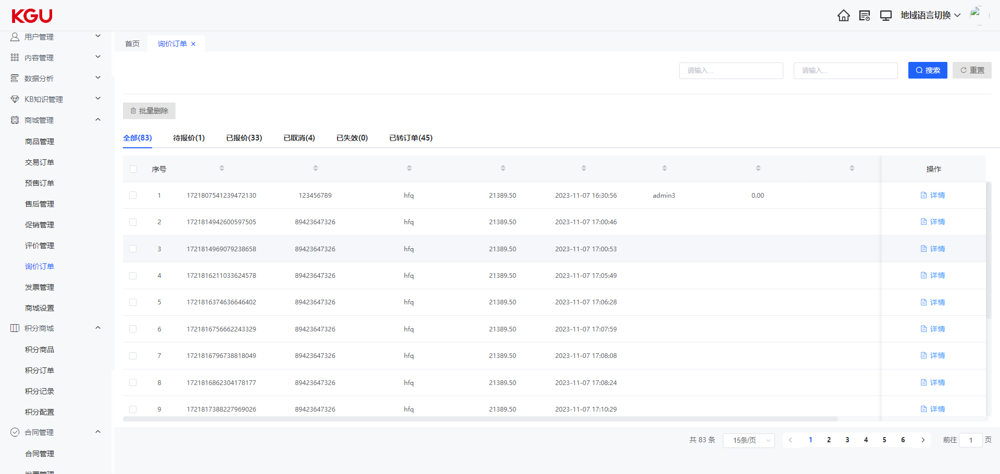 KGU
地域语言切换
用户管理
内容管理
数据分析
KB知识管理
商城管理
商品管理
交易订单
预售订单
售后管理
促销管理
评价管理
询价订单
发票管理
商城设置
积分商城
积分商品
积分订单
积分记录
积分配置
合同管理
合同管理
发票管理
首页 询价订单
请输入... 请输入... 搜索 重置
批量删除
全部(83) 待报价(1) 已报价(33) 已取消(4) 已失效(0) 已转订单(45)
序号 操作
1 1721807541239472130 123456789 hfq 21389.50 2023-11-07 16:30:56 admin3 0.00 详情
2 1721814942600597505 89423647326 hfq 21389.50 2023-11-07 17:00:46 详情
3 1721814969079238658 89423647326 hfq 21389.50 2023-11-07 17:00:53 详情
4 1721816211033624578 89423647326 hfq 21389.50 2023-11-07 17:05:49 详情
5 1721816374636646402 89423647326 hfq 21389.50 2023-11-07 17:06:28 详情
6 1721816756662243329 89423647326 hfq 21389.50 2023-11-07 17:07:59 详情
7 1721816796738818049 89423647326 hfq 21389.50 2023-11-07 17:08:08 详情
8 1721816862304178177 89423647326 hfq 21389.50 2023-11-07 17:08:24 详情
9 1721817388227969026 89423647326 hfq 21389.50 2023-11-07 17:10:29 详情
共 83 条 15条/页 1 2 3 4 5 6 前往 1 页